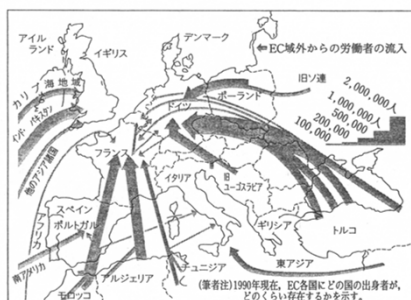 アイル
ランド
イギリス
デンマーク
EC域外からの労働者の流入
旧ソ連
カリブ海地域
ポーランド
ドイツ
2,000,000人
1,000,000人
500,000
200,000
100,000
インド・パキスタン
他のアジア諸国
フランス
イタリア
旧
ユーゴスラビア
アフリカ
スペイン
ポルトガル
ギリシア
トルコ
南アメリカ
アルジェリア
チュニジア
東アジア
モロッコ
(筆者注)1990年現在，EC各国にどの国の出身者が，
どのくらい存在するかを示す。